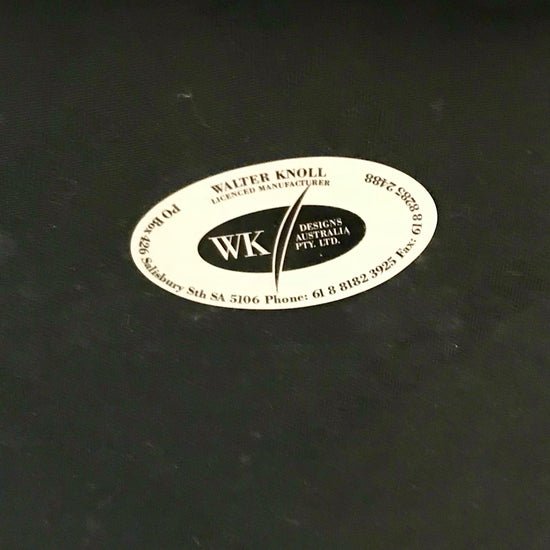 WALTER KNOLL
LICENCED MANUFACTURER
WK
DESIGNS
AUSTRALIA
PTY. LTD.
PO Box 426 Salisbury Sth SA 5106 Phone: 61 8 8182 3925 Fax: 61 8 8285 2488